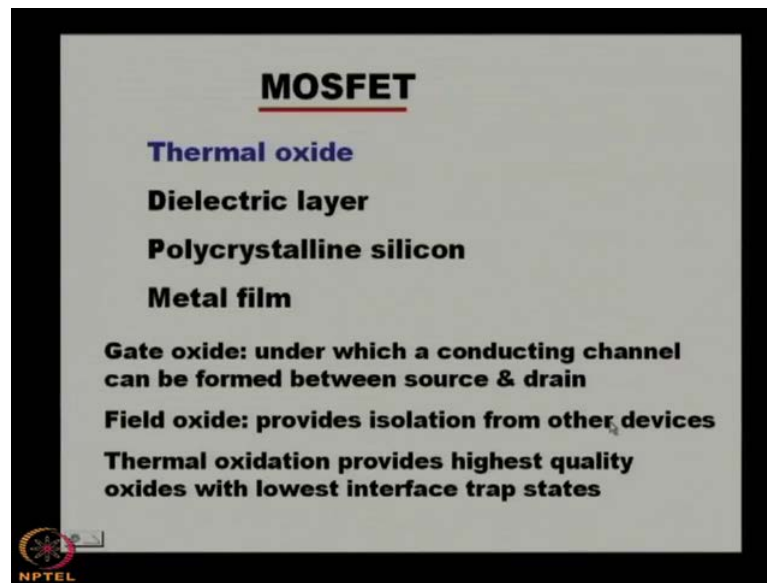 MOSFET
Thermal oxide
Dielectric layer
Polycrystalline silicon
Metal film
Gate oxide: under which a conducting channel
can be formed between source & drain
Field oxide: provides isolation from other devices
Thermal oxidation provides highest quality
oxides with lowest interface trap states
NPTEL